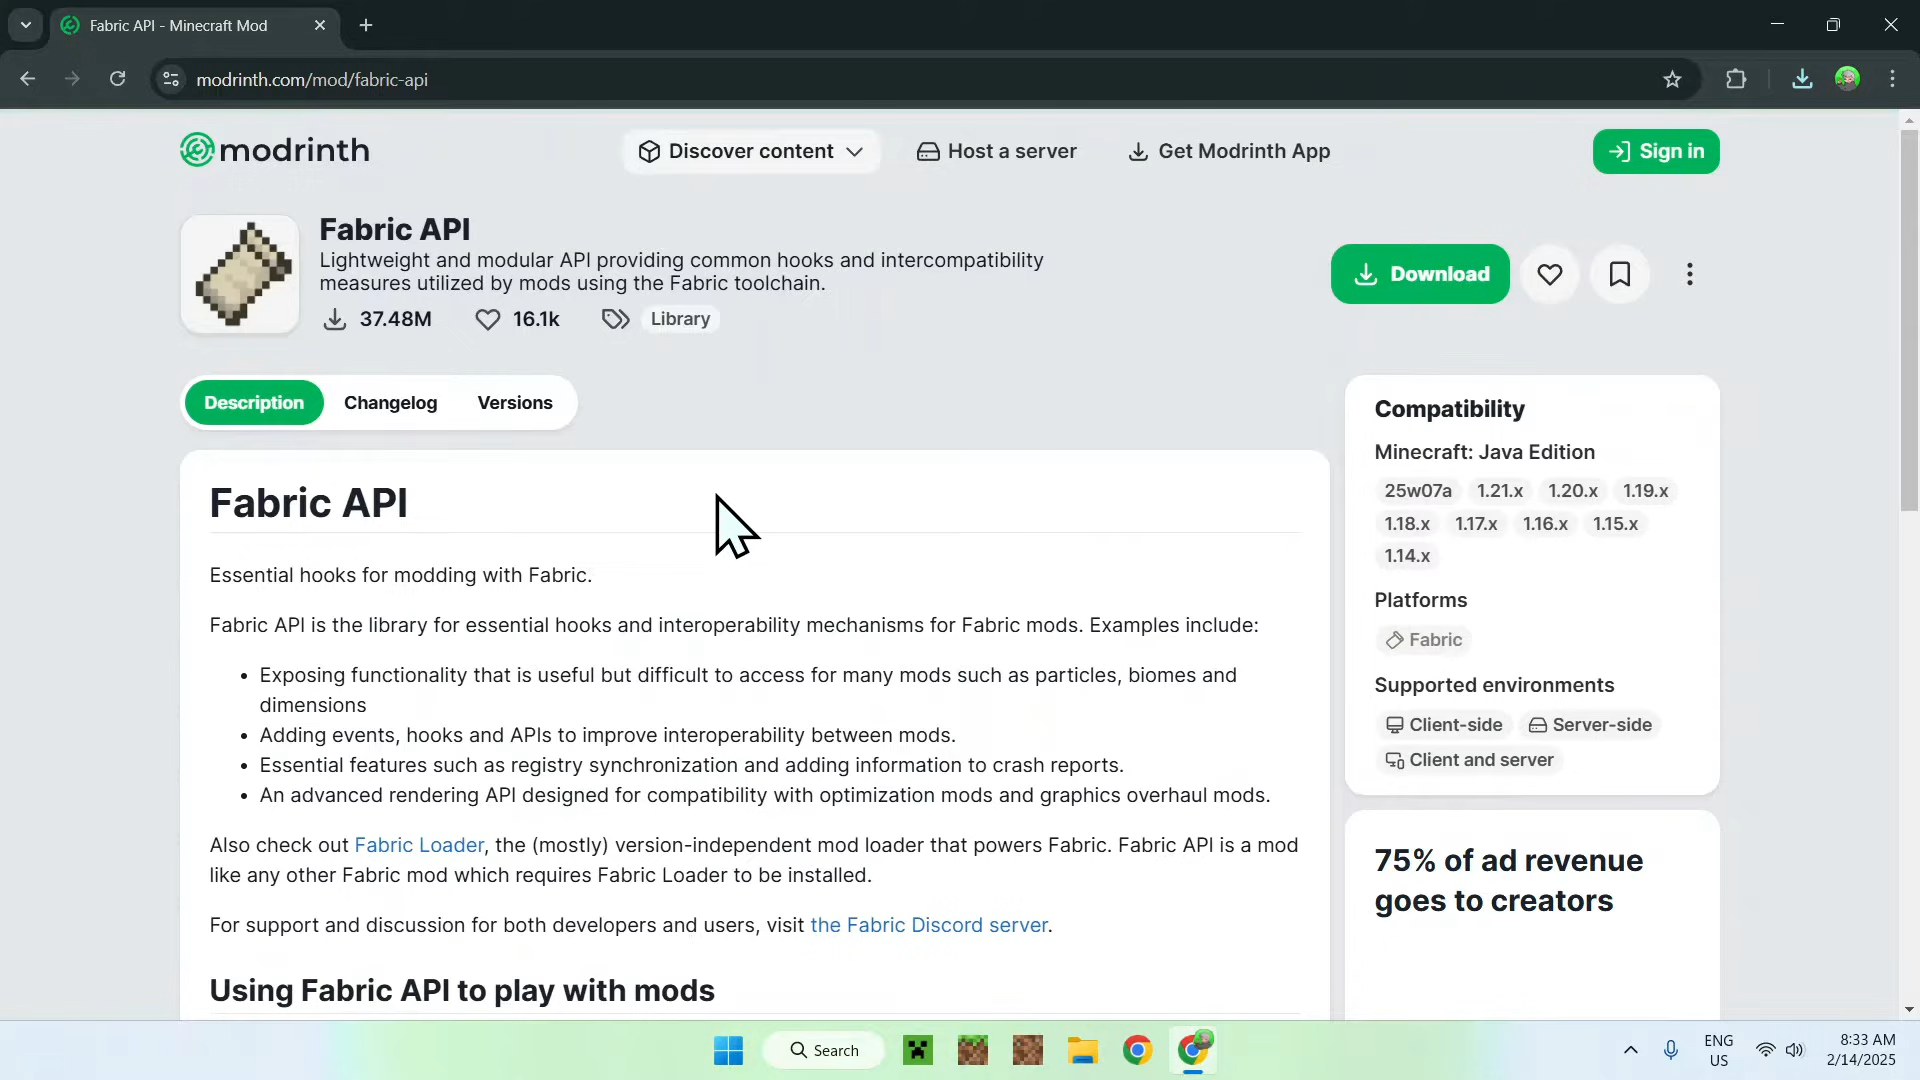 Fabric API - Minecraft Mod
modrinth.com/mod/fabric-api
modrinth
Discover content
Host a server
Get Modrinth App
Sign in
Fabric API
Lightweight and modular API providing common hooks and intercompatibility
measures utilized by mods using the Fabric toolchain.
37.48M
16.1k
Library
Download
Description
Changelog
Versions
Fabric API
Essential hooks for modding with Fabric.
Fabric API is the library for essential hooks and interoperability mechanisms for Fabric mods. Examples include:
• Exposing functionality that is useful but difficult to access for many mods such as particles, biomes and
dimensions
• Adding events, hooks and APIs to improve interoperability between mods.
• Essential features such as registry synchronization and adding information to crash reports.
• An advanced rendering API designed for compatibility with optimization mods and graphics overhaul mods.
Also check out Fabric Loader, the (mostly) version-independent mod loader that powers Fabric. Fabric API is a mod
like any other Fabric mod which requires Fabric Loader to be installed.
For support and discussion for both developers and users, visit the Fabric Discord server.
Using Fabric API to play with mods
Compatibility
Minecraft: Java Edition
25w07a 1.21.x 1.20.x 1.19.x
1.18.x 1.17.x 1.16.x 1.15.x
1.14.x
Platforms
Fabric
Supported environments
Client-side Server-side
Client and server
75% of ad revenue
goes to creators
Search
ENG
US
8:33 AM
2/14/2025